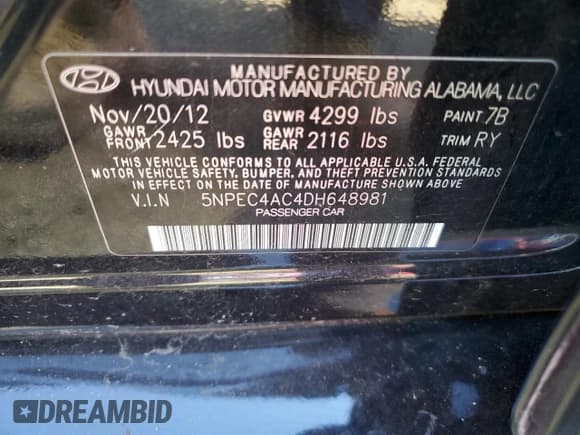 MANUFACTURED BY
HYUNDAI MOTOR MANUFACTURING ALABAMA, LLC
Nov/20/12 GVWR 4299 lbs PAINT 7B
GAWR FRONT 2425 lbs GAWR REAR 2116 lbs TRIM RY
THIS VEHICLE CONFORMS TO ALL APPLICABLE U.S.A. FEDERAL
MOTOR VEHICLE SAFETY, BUMPER, AND THEFT PREVENTION STANDARDS
IN EFFECT ON THE DATE OF MANUFACTURE SHOWN ABOVE.
V.I.N 5NPEC4AC4DH648981
PASSENGER CAR
DREAMBID